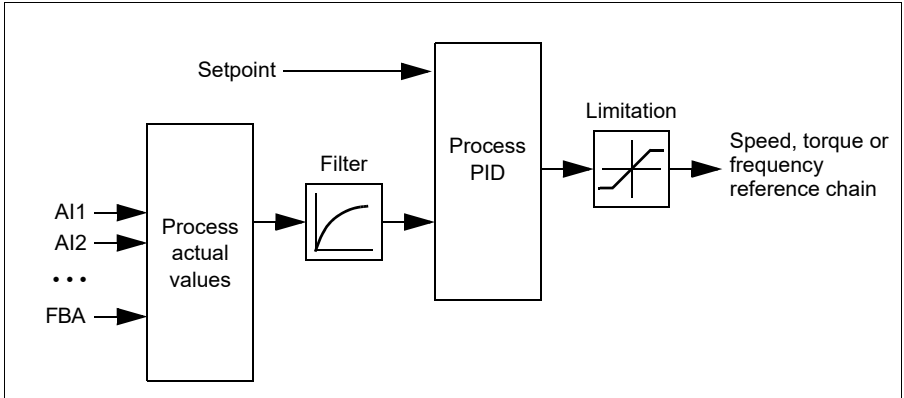 Setpoint
Limitation
Process
PID
Speed, torque or
frequency
reference chain
Filter
AI1
AI2
...
FBA
Process
actual
values